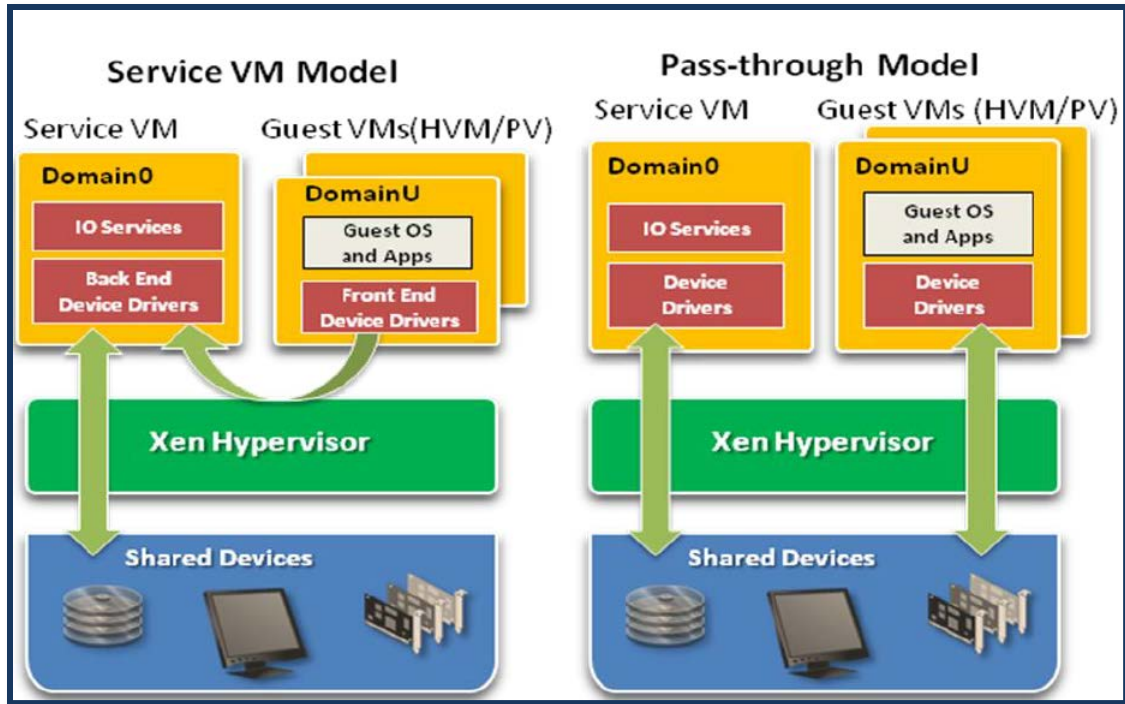 Service VM Model
Service VM
Guest VMs(HVM/PV)
Domain0
IO Services
Back End
Device Drivers
DomainU
Guest OS
and Apps
Front End
Device Drivers
Xen Hypervisor
Shared Devices
Pass-through Model
Service VM
Guest VMs (HVM/PV)
Domain0
IO Services
Device
Drivers
DomainU
Guest OS
and Apps
Device
Drivers
Xen Hypervisor
Shared Devices